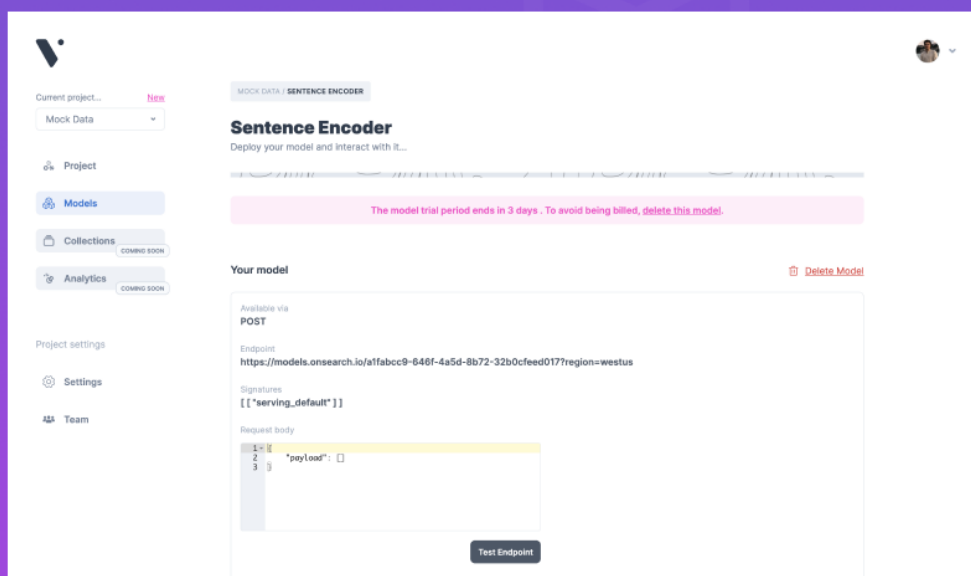 Current project... New
Mock Data
Project
Models
Collections
COMING SOON
Analytics
COMING SOON
Project settings
Settings
Team
MOCK DATA / SENTENCE ENCODER
Sentence Encoder
Deploy your model and interact with it...
The model trial period ends in 3 days . To avoid being billed, delete this model.
Your model
Delete Model
Available via
POST
Endpoint
https://models.onsearch.io/a1fabcc9-646f-4a5d-8b72-32b0cfeed017?region=westus
Signatures
[ [ "serving_default" ] ]
Request body
1 {
2 "payload": []
3 }
Test Endpoint